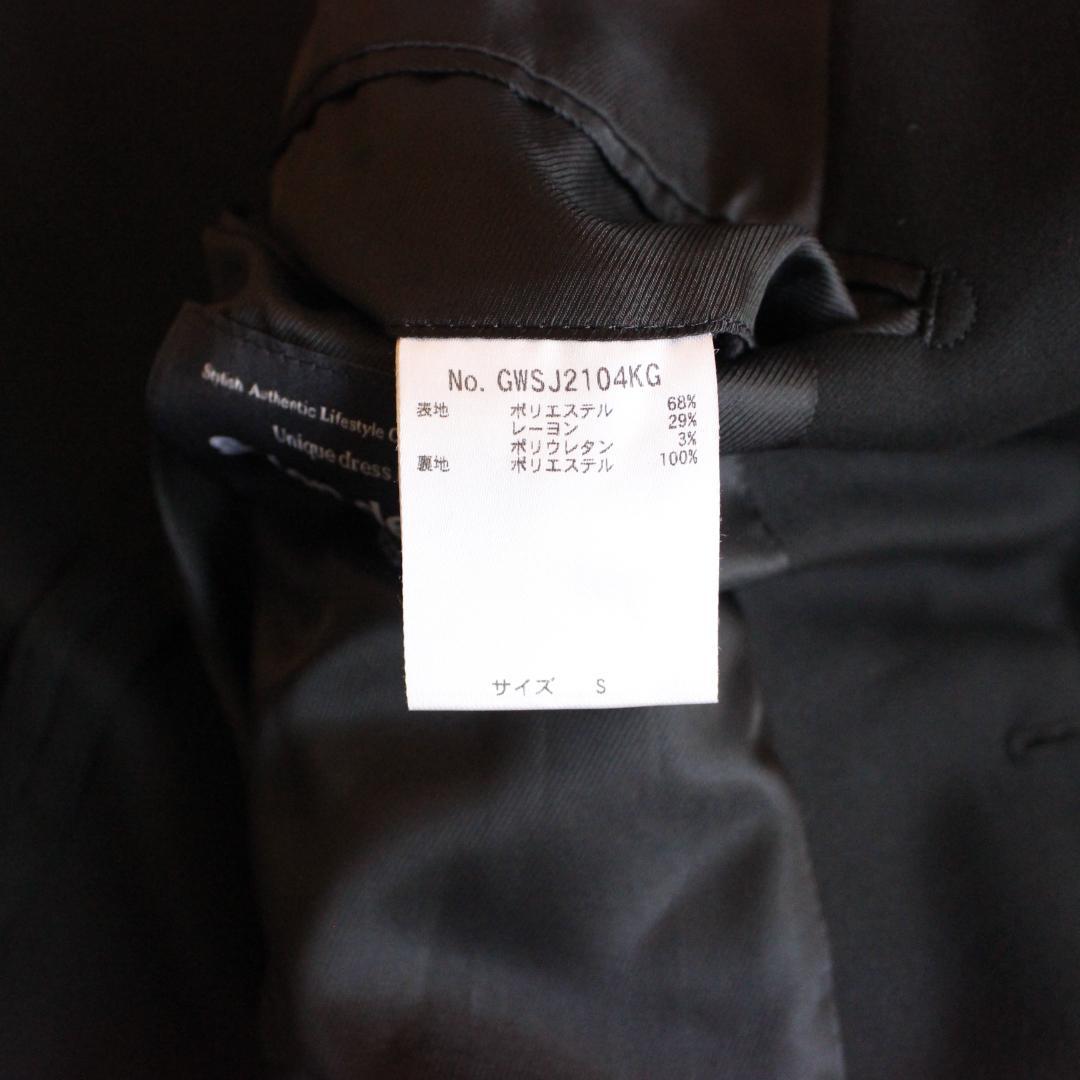 No. GWSJ2104KG
表地 ポリエステル 68%
レーヨン 29%
ポリウレタン 3%
裏地 ポリエステル 100%
サイズ S
Stylish Authentic Lifestyle
Unique dress